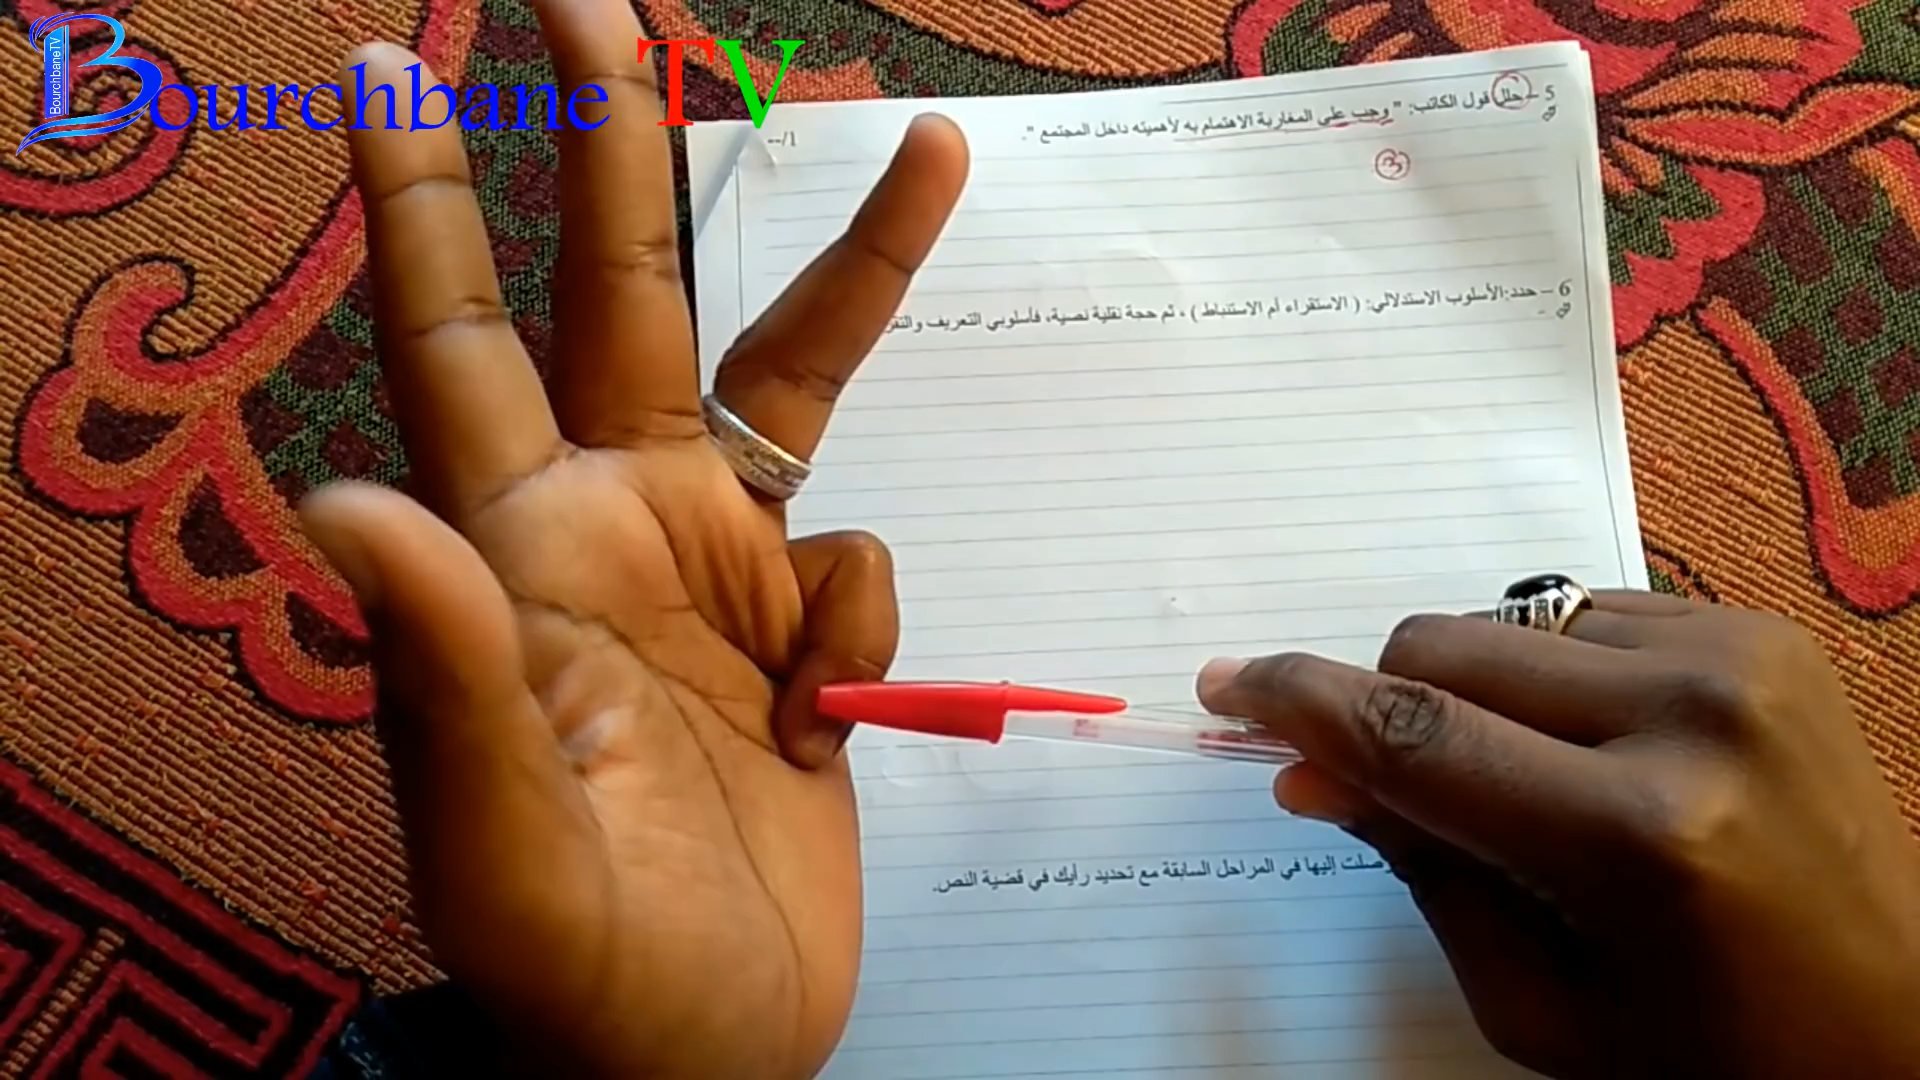 Bourchbane TV
BourchbaneTV
5 – حلل قول الكاتب: " وجب على المغاربة الاهتمام به لأهميته داخل المجتمع ".
--/1
3
6 – حدد:الأسلوب الاستدلالي: ( الاستقراء أم الاستنباط ) ، ثم حجة نقلية نصية، فأسلوبي التعريف
إليها في المراحل السابقة مع تحديد رأيك في قضية النص.